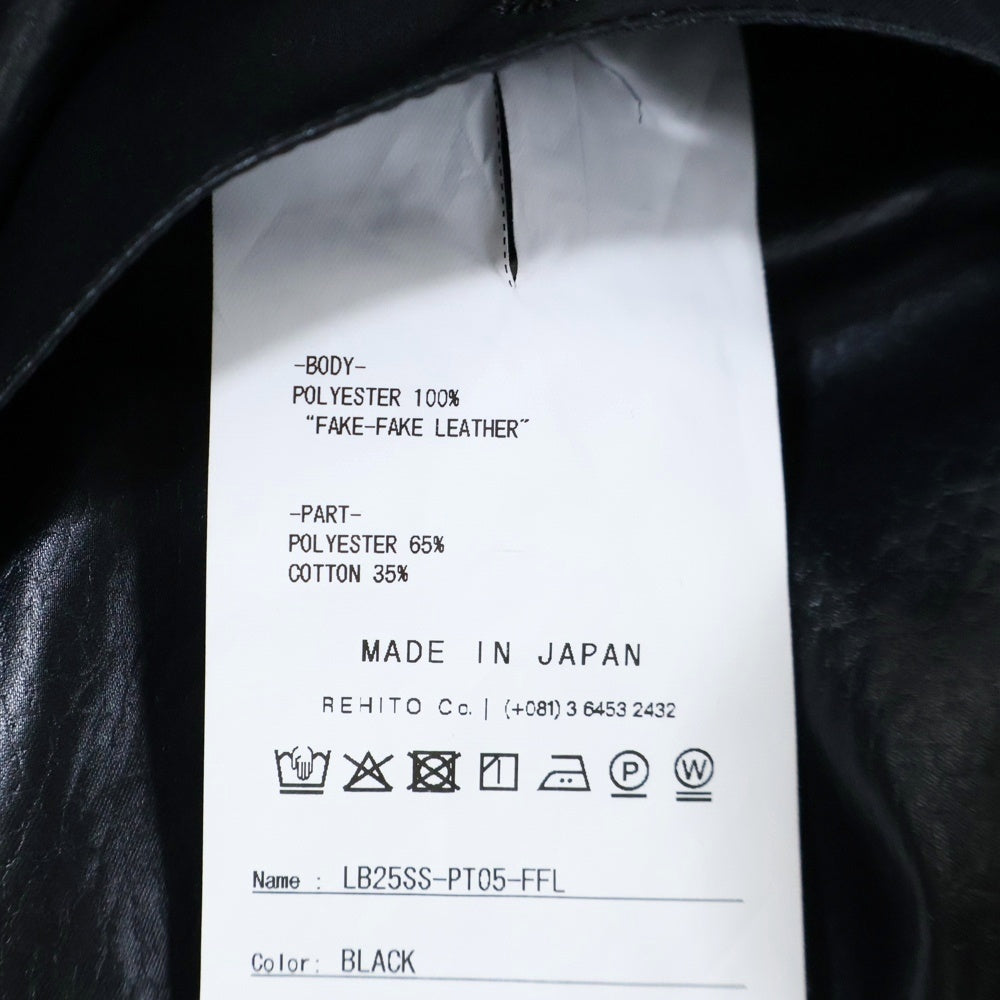 -BODY-
POLYESTER 100%
"FAKE-FAKE LEATHER"
-PART-
POLYESTER 65%
COTTON 35%
MADE IN JAPAN
REHITO Co. | (+081) 3 6453 2432
P W
Name : LB25SS-PT05-FFL
Color: BLACK